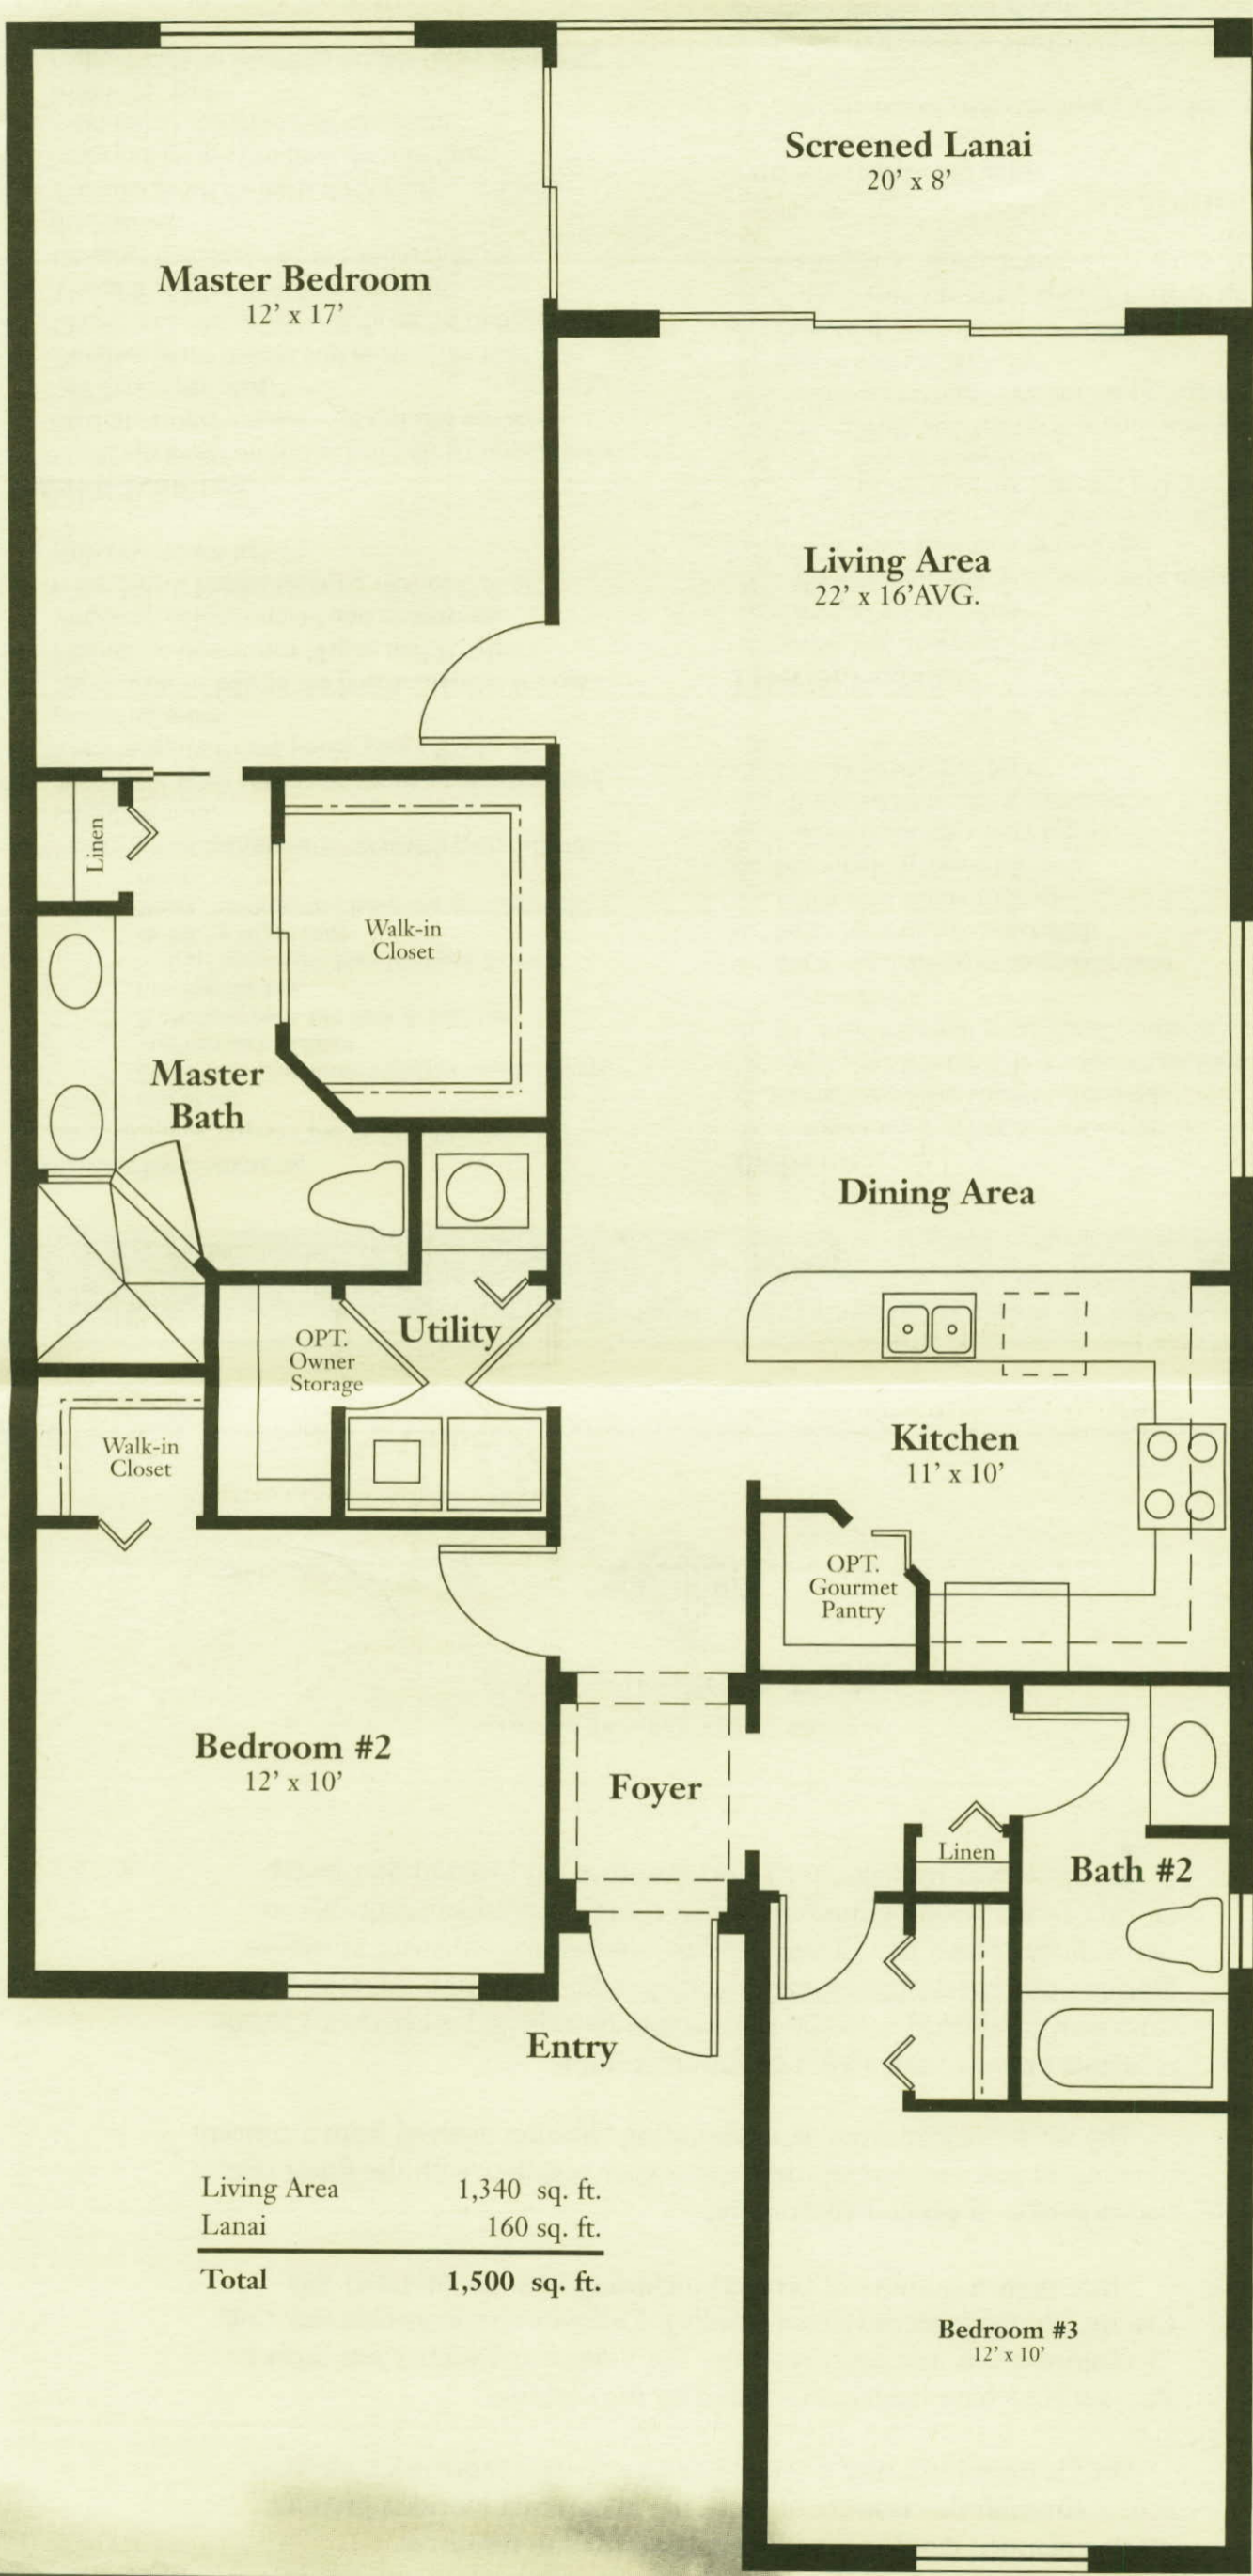 Screened Lanai
20' x 8'
Master Bedroom
12' x 17'
Living Area
22' x 16'AVG.
Linen
Walk-in
Closet
Master
Bath
Dining Area
OPT.
Owner
Storage
Utility
Walk-in
Closet
Kitchen
11' x 10'
OPT.
Gourmet
Pantry
Bedroom #2
12' x 10'
Foyer
Linen
Bath #2
Entry
Living Area 1,340 sq. ft.
Lanai 160 sq. ft.
Total 1,500 sq. ft.
Bedroom #3
12' x 10'